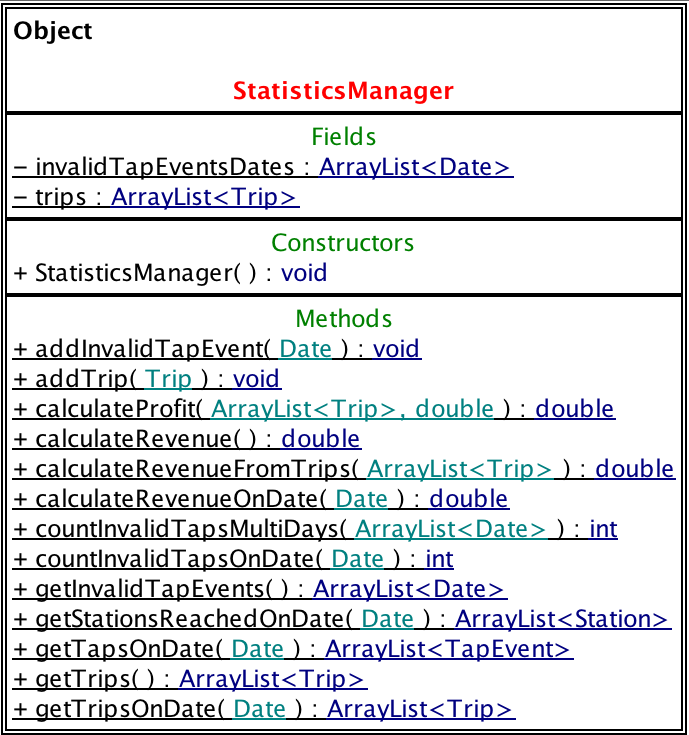 Object
StatisticsManager
Fields
– invalidTapEventsDates : ArrayList<Date>
– trips : ArrayList<Trip>
Constructors
+ StatisticsManager( ) : void
Methods
+ addInvalidTapEvent( Date ) : void
+ addTrip( Trip ) : void
+ calculateProfit( ArrayList<Trip>, double ) : double
+ calculateRevenue( ) : double
+ calculateRevenueFromTrips( ArrayList<Trip> ) : double
+ calculateRevenueOnDate( Date ) : double
+ countInvalidTapsMultiDays( ArrayList<Date> ) : int
+ countInvalidTapsOnDate( Date ) : int
+ getInvalidTapEvents( ) : ArrayList<Date>
+ getStationsReachedOnDate( Date ) : ArrayList<Station>
+ getTapsOnDate( Date ) : ArrayList<TapEvent>
+ getTrips( ) : ArrayList<Trip>
+ getTripsOnDate( Date ) : ArrayList<Trip>